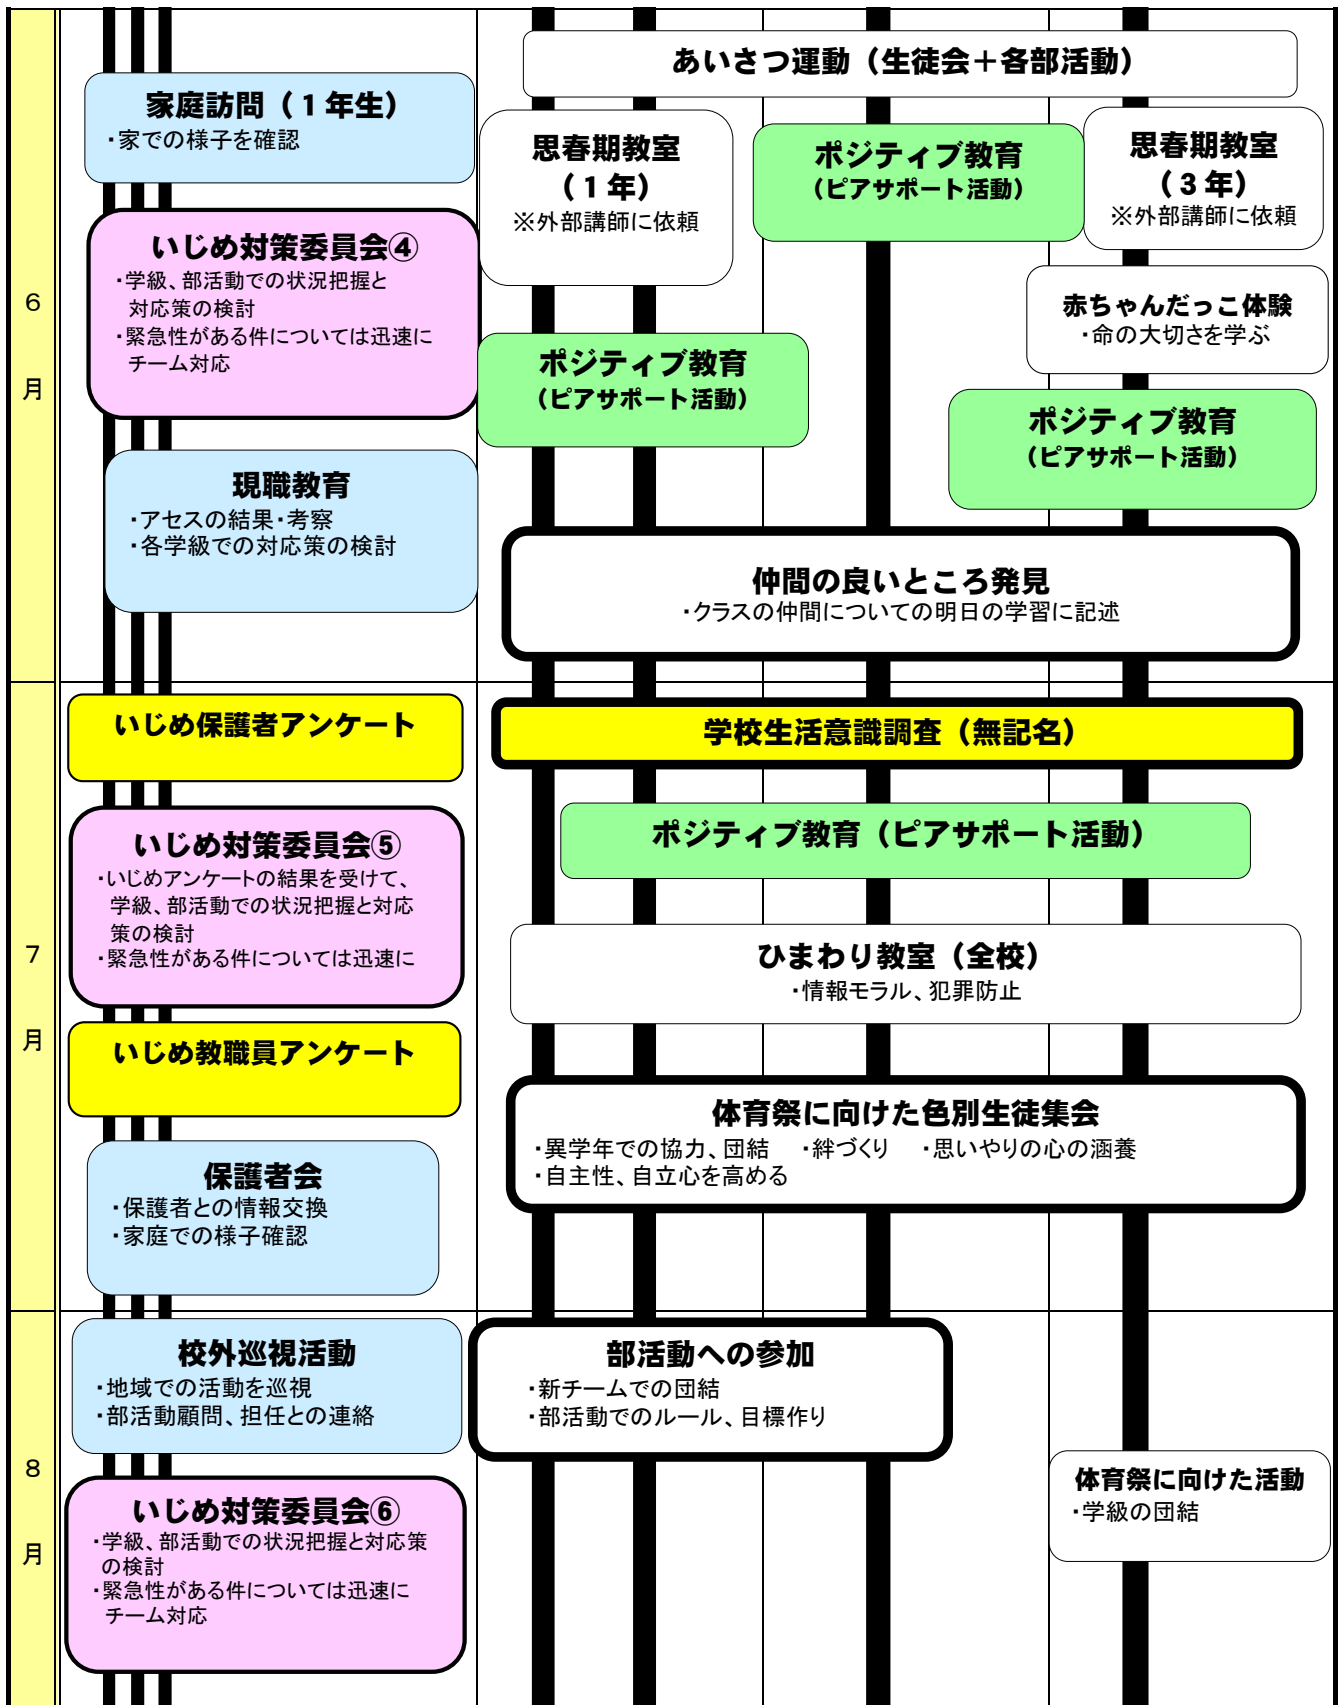 6
月
家庭訪問（１年生）
・家での様子を確認
いじめ対策委員会④
・学級、部活動での状況把握と
対応策の検討
・緊急性がある件については迅速に
チーム対応
現職教育
・アセスの結果・考察
・各学級での対応策の検討
あいさつ運動（生徒会＋各部活動）
思春期教室
（１年）
※外部講師に依頼
ポジティブ教育
（ピアサポート活動）
思春期教室
（３年）
※外部講師に依頼
赤ちゃんだっこ体験
・命の大切さを学ぶ
ポジティブ教育
（ピアサポート活動）
ポジティブ教育
（ピアサポート活動）
仲間の良いところ発見
・クラスの仲間についての明日の学習に記述
7
月
いじめ保護者アンケート
いじめ対策委員会⑤
・いじめアンケートの結果を受けて、
学級、部活動での状況把握と対応
策の検討
・緊急性がある件については迅速に
いじめ教職員アンケート
保護者会
・保護者との情報交換
・家庭での様子確認
学校生活意識調査（無記名）
ポジティブ教育（ピアサポート活動）
ひまわり教室（全校）
・情報モラル、犯罪防止
体育祭に向けた色別生徒集会
・異学年での協力、団結　・絆づくり　・思いやりの心の涵養
・自主性、自立心を高める
8
月
校外巡視活動
・地域での活動を巡視
・部活動顧問、担任との連絡
いじめ対策委員会⑥
・学級、部活動での状況把握と対応策
の検討
・緊急性がある件については迅速に
チーム対応
部活動への参加
・新チームでの団結
・部活動でのルール、目標作り
体育祭に向けた活動
・学級の団結